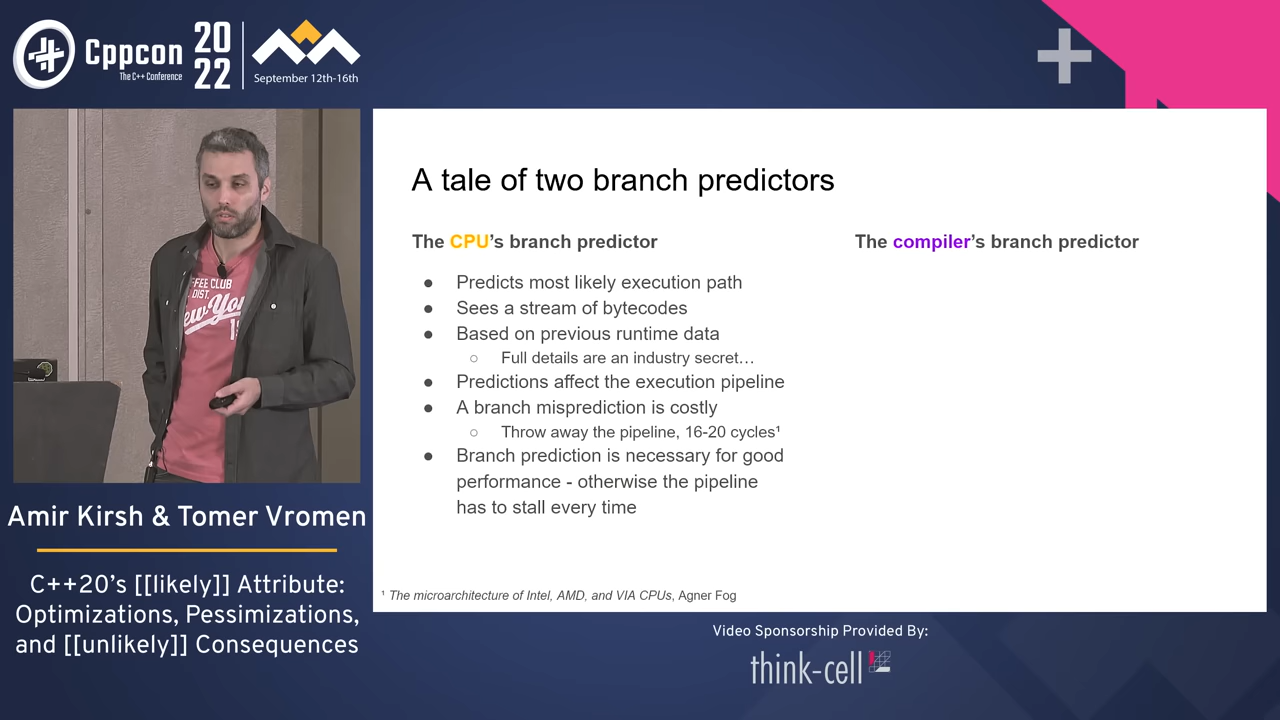 Cppcon
The C++ Conference
20
22
September 12th-16th
A tale of two branch predictors
The CPU's branch predictor
● Predicts most likely execution path
● Sees a stream of bytecodes
● Based on previous runtime data
○ Full details are an industry secret…
● Predictions affect the execution pipeline
● A branch misprediction is costly
○ Throw away the pipeline, 16-20 cycles¹
● Branch prediction is necessary for good
performance - otherwise the pipeline
has to stall every time
The compiler's branch predictor
¹ The microarchitecture of Intel, AMD, and VIA CPUs, Agner Fog
FEE CLUB
DIST.
ew Yo
Amir Kirsh & Tomer Vromen
C++20's [[likely]] Attribute:
Optimizations, Pessimizations,
and [[unlikely]] Consequences
Video Sponsorship Provided By:
think-cell